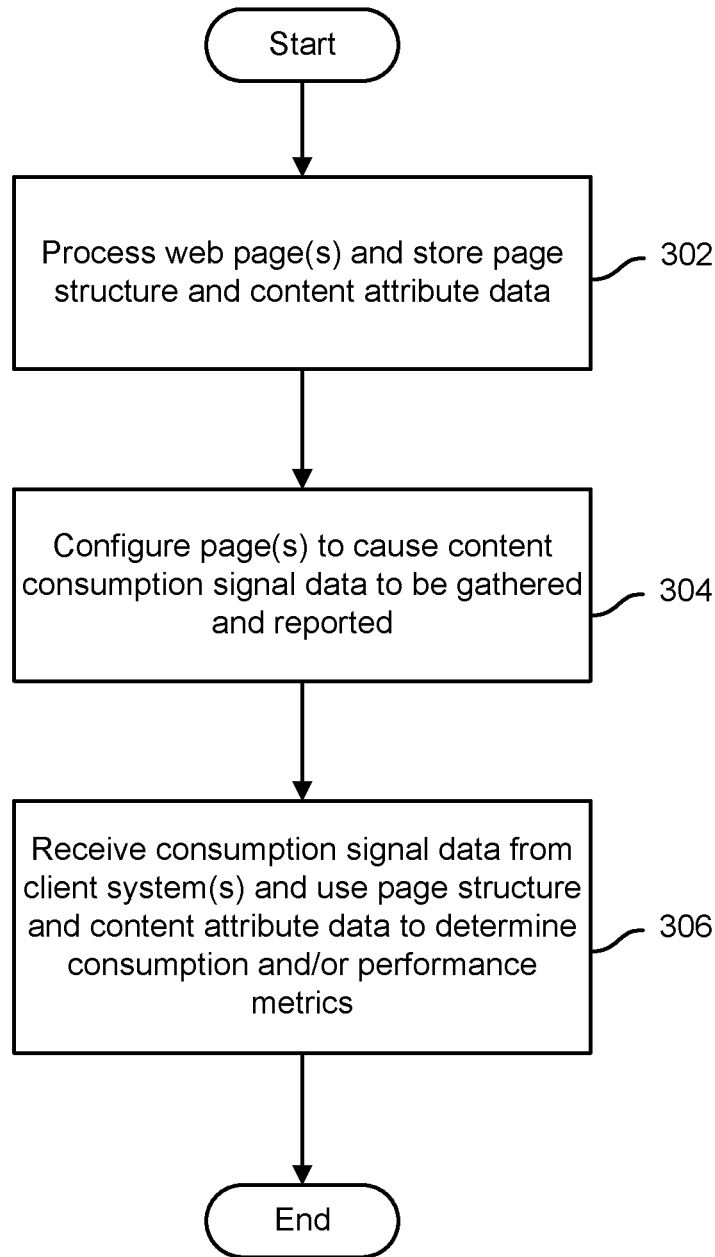 Start
Process web page(s) and store page
structure and content attribute data
302
Configure page(s) to cause content
consumption signal data to be gathered
and reported
304
Receive consumption signal data from
client system(s) and use page structure
and content attribute data to determine
consumption and/or performance
metrics
306
End